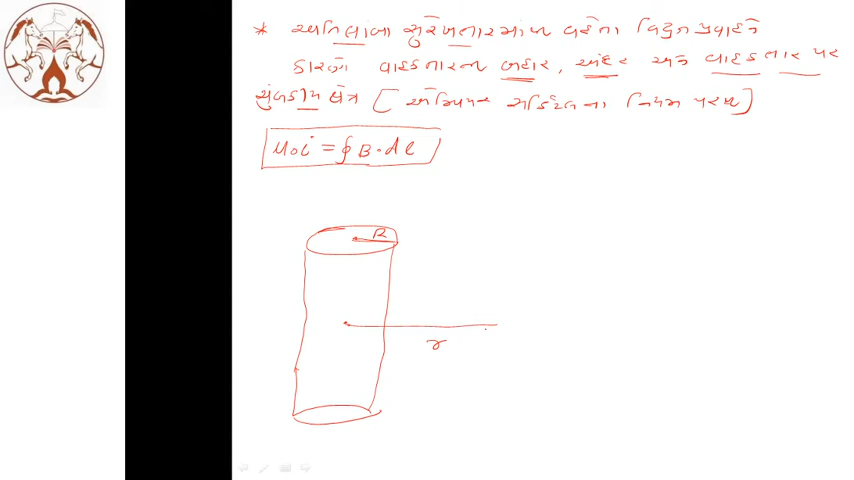 * અતિલાંબા સુરેખતારમાંથી વહેતા વિદ્યુતપ્રવાહને
કારણે વાહકતારની બહાર, અંદર અને વાહકતાર પર
ચુંબકીય ક્ષેત્ર [ એમ્પિયર સર્કિટલના નિયમ પરથી ]
μ₀i = ∮ B · dl
R
r